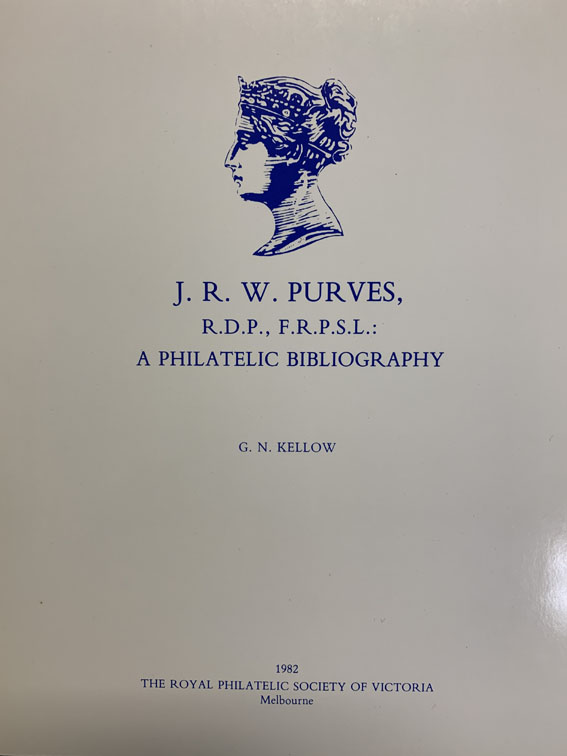 J. R. W. PURVES,
R.D.P., F.R.P.S.L.:
A PHILATELIC BIBLIOGRAPHY
G. N. KELLOW
1982
THE ROYAL PHILATELIC SOCIETY OF VICTORIA
Melbourne